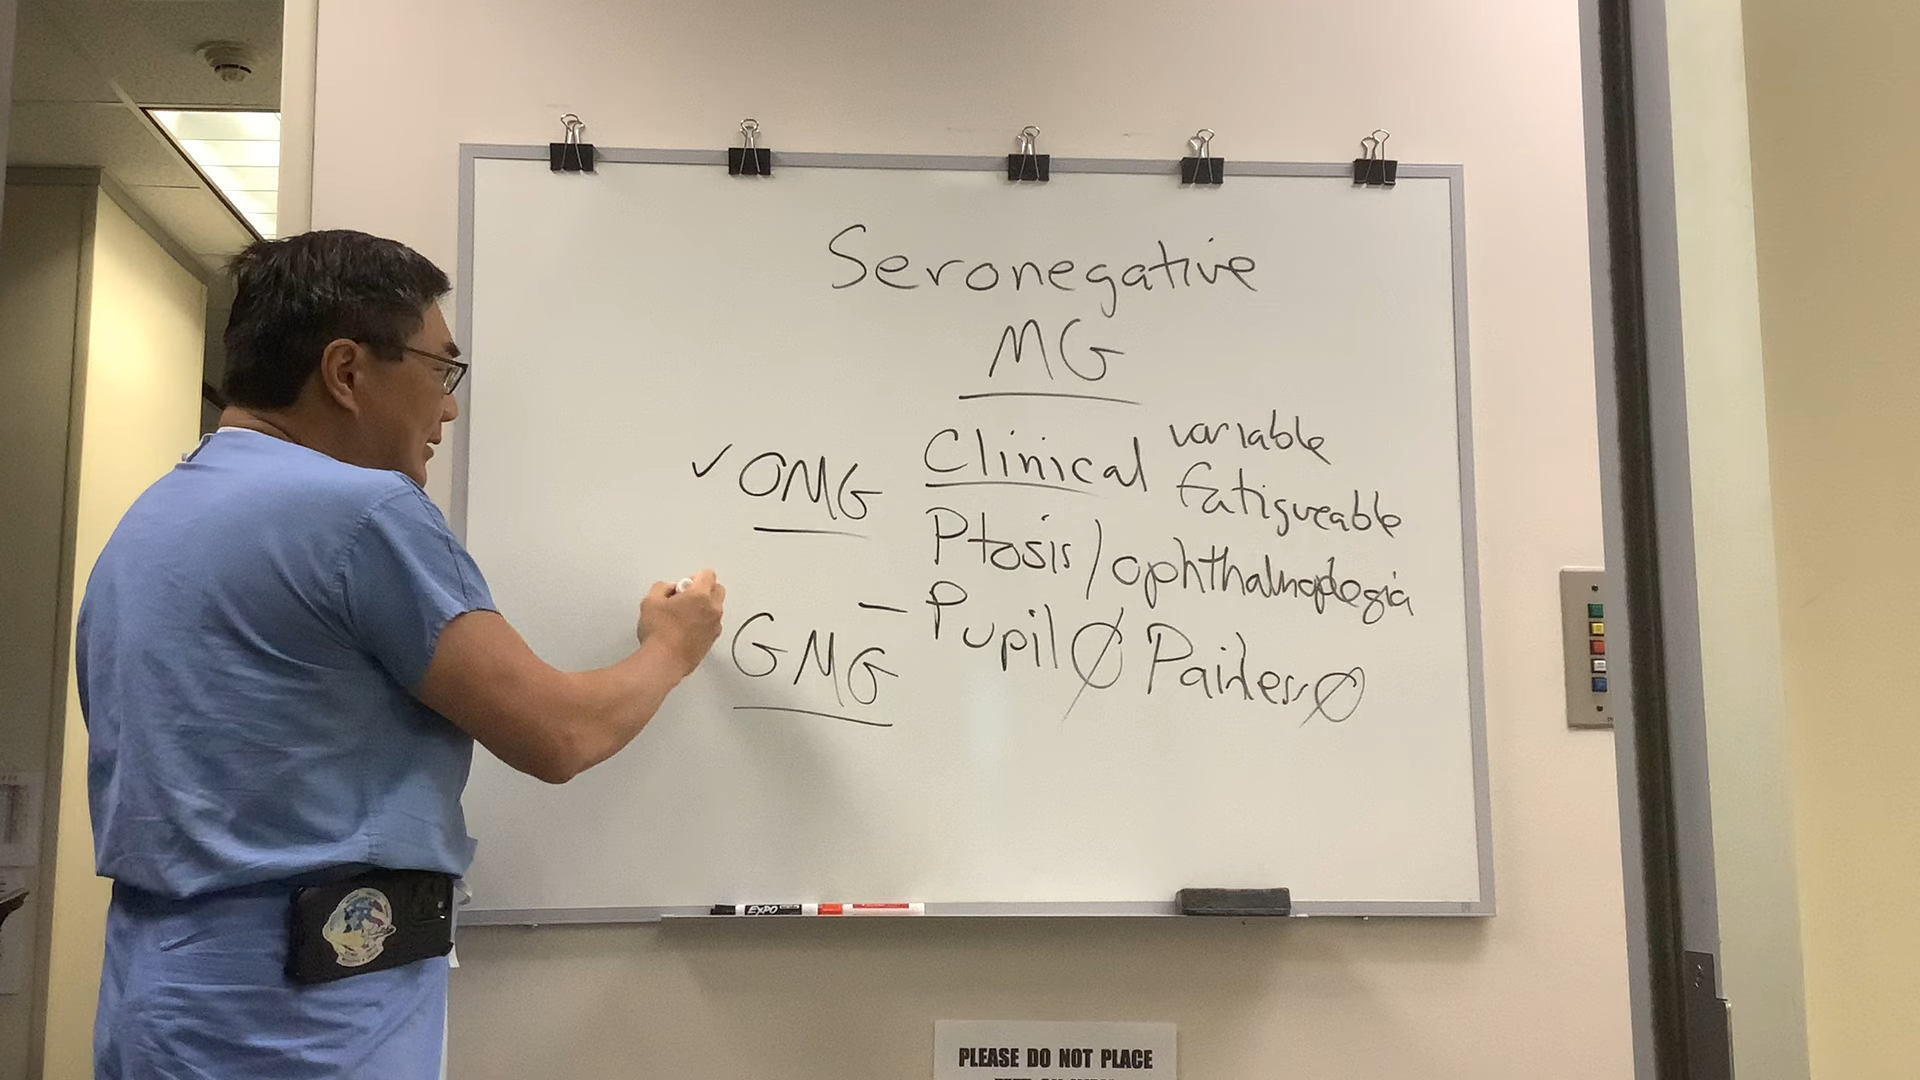 Seronegative
MG
✓ OMG
Clinical
variable
fatigueable
Ptosis / ophthalmoplegia
— Pupil ∅ Painless ∅
GMG
EXPO
PLEASE DO NOT PLACE